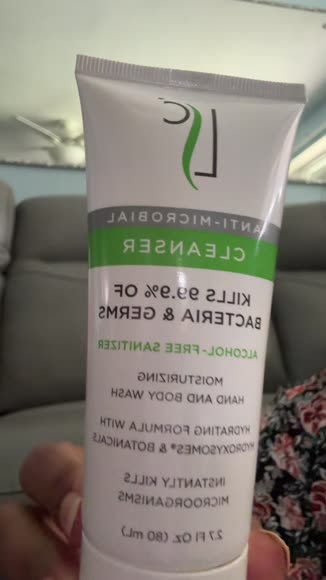 LSC
ANTI-MICROBIAL
CLEANSER
KILLS 99.9% OF
BACTERIA & GERMS
ALCOHOL-FREE SANITIZER
MOISTURIZING
HAND AND BODY WASH
HYDRATING FORMULA WITH
HYDROXYSOMES® & BOTANICALS
INSTANTLY KILLS
MICROORGANISMS
2.7 Fl Oz. (80 mL)